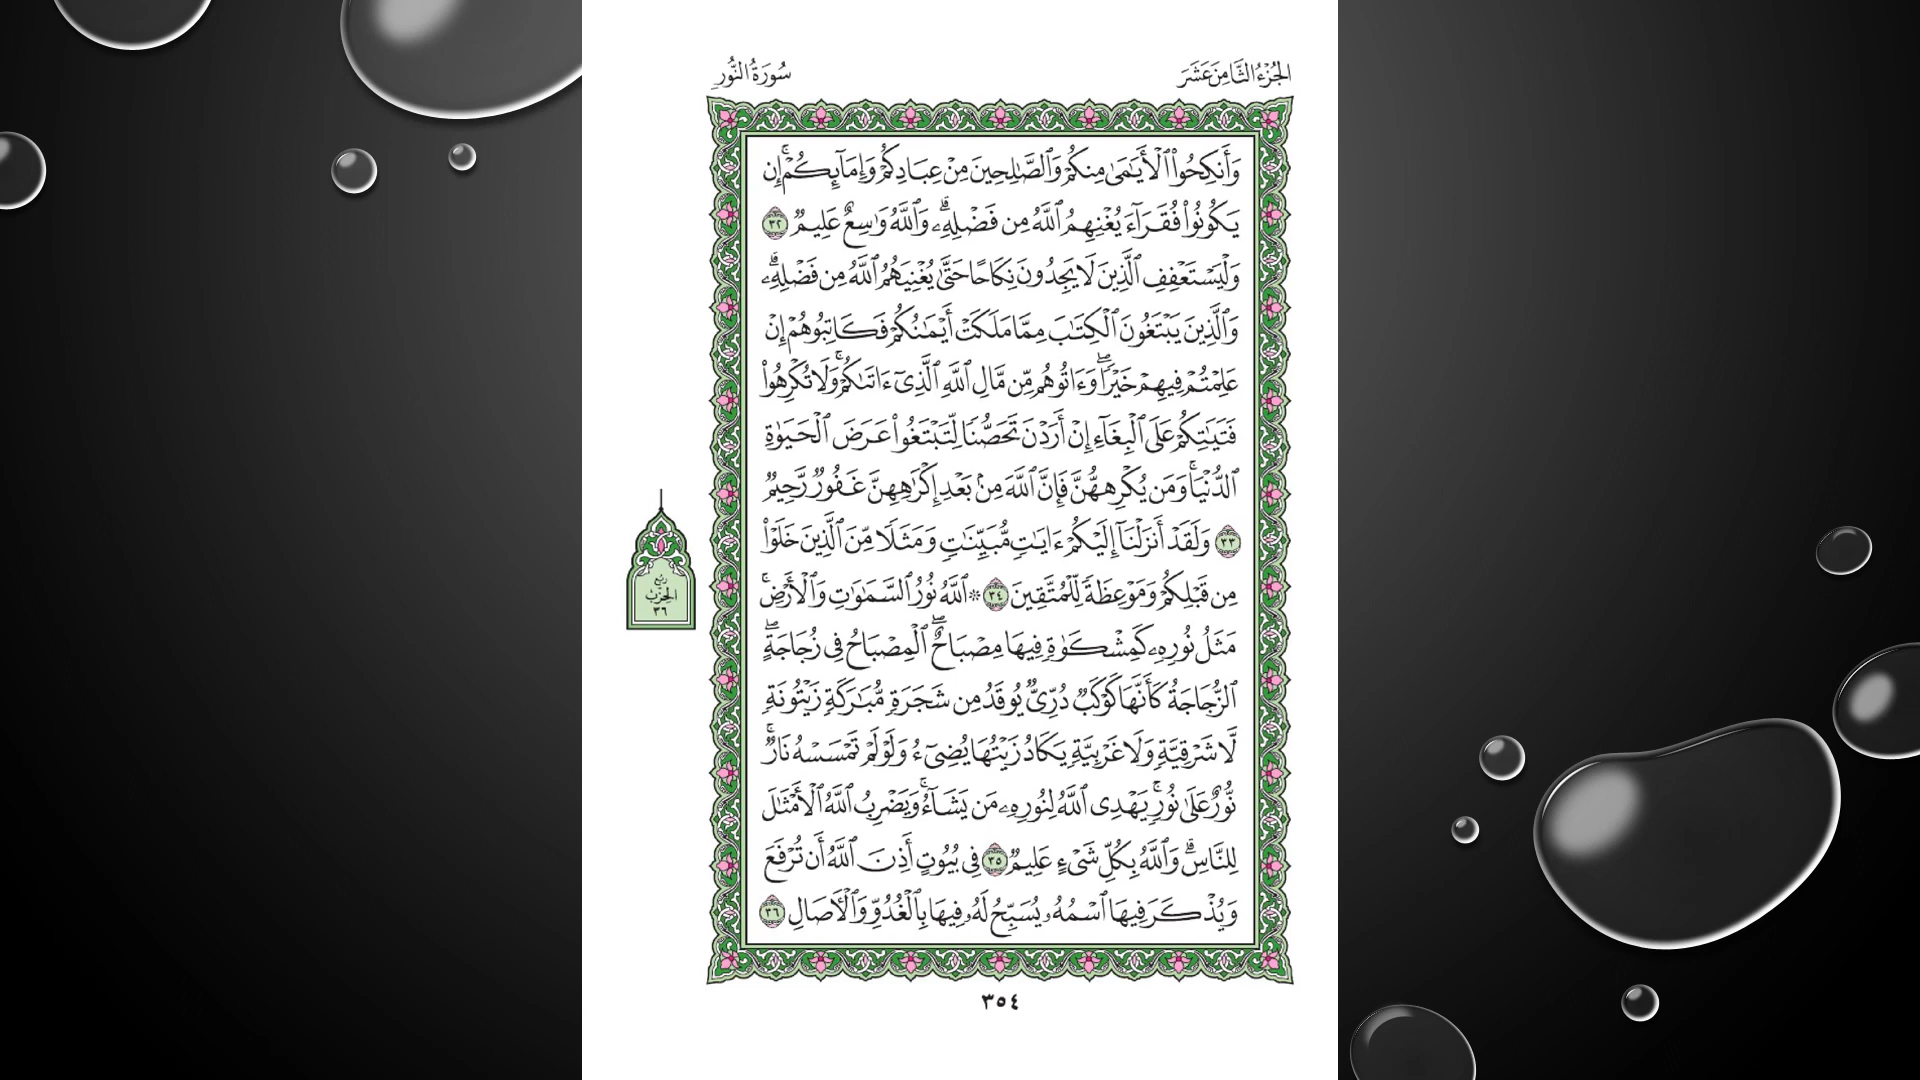 الجزء الثامن عشر
سورة النور
وَأَنكِحُوا۟ ٱلْأَيَـٰمَىٰ مِنكُمْ وَٱلصَّـٰلِحِينَ مِنْ عِبَادِكُمْ وَإِمَآئِكُمْ ۚ إِن
يَكُونُوا۟ فُقَرَآءَ يُغْنِهِمُ ٱللَّهُ مِن فَضْلِهِۦ ۗ وَٱللَّهُ وَٰسِعٌ عَلِيمٌ ٣٢
وَلْيَسْتَعْفِفِ ٱلَّذِينَ لَا يَجِدُونَ نِكَاحًا حَتَّىٰ يُغْنِيَهُمُ ٱللَّهُ مِن فَضْلِهِۦ ۗ
وَٱلَّذِينَ يَبْتَغُونَ ٱلْكِتَـٰبَ مِمَّا مَلَكَتْ أَيْمَـٰنُكُمْ فَكَاتِبُوهُمْ إِنْ
عَلِمْتُمْ فِيهِمْ خَيْرًا ۖ وَءَاتُوهُم مِّن مَّالِ ٱللَّهِ ٱلَّذِىٓ ءَاتَىٰكُمْ ۚ وَلَا تُكْرِهُوا۟
فَتَيَـٰتِكُمْ عَلَى ٱلْبِغَآءِ إِنْ أَرَدْنَ تَحَصُّنًا لِّتَبْتَغُوا۟ عَرَضَ ٱلْحَيَوٰةِ
ٱلدُّنْيَا ۚ وَمَن يُكْرِههُّنَّ فَإِنَّ ٱللَّهَ مِنۢ بَعْدِ إِكْرَٰهِهِنَّ غَفُورٌ رَّحِيمٌ
٣٣ وَلَقَدْ أَنزَلْنَآ إِلَيْكُمْ ءَايَـٰتٍ مُّبَيِّنَـٰتٍ وَمَثَلًا مِّنَ ٱلَّذِينَ خَلَوْا۟
مِن قَبْلِكُمْ وَمَوْعِظَةً لِّلْمُتَّقِينَ ٣٤ ۞ ٱللَّهُ نُورُ ٱلسَّمَـٰوَٰتِ وَٱلْأَرْضِ ۚ
ربع
الحزب
٣٦
مَثَلُ نُورِهِۦ كَمِشْكَوٰةٍ فِيهَا مِصْبَاحٌ ۖ ٱلْمِصْبَاحُ فِى زُجَاجَةٍ ۖ
ٱلزُّجَاجَةُ كَأَنَّهَا كَوْكَبٌ دُرِّىٌّ يُوقَدُ مِن شَجَرَةٍ مُّبَـٰرَكَةٍ زَيْتُونَةٍ
لَّا شَرْقِيَّةٍ وَلَا غَرْبِيَّةٍ يَكَادُ زَيْتُهَا يُضِىٓءُ وَلَوْ لَمْ تَمْسَسْهُ نَارٌ ۚ
نُّورٌ عَلَىٰ نُورٍ ۗ يَهْدِى ٱللَّهُ لِنُورِهِۦ مَن يَشَآءُ ۚ وَيَضْرِبُ ٱللَّهُ ٱلْأَمْثَـٰلَ
لِلنَّاسِ ۗ وَٱللَّهُ بِكُلِّ شَىْءٍ عَلِيمٌ ٣٥ فِى بُيُوتٍ أَذِنَ ٱللَّهُ أَن تُرْفَعَ
وَيُذْكَرَ فِيهَا ٱسْمُهُۥ يُسَبِّحُ لَهُۥ فِيهَا بِٱلْغُدُوِّ وَٱلْـَٔاصَالِ ٣٦
٣٥٤